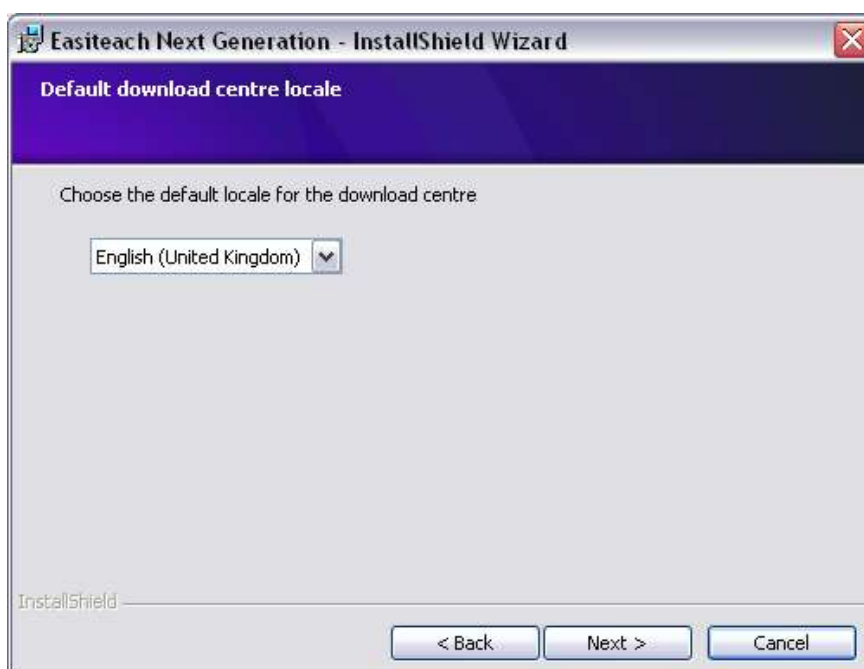 Easiteach Next Generation - InstallShield Wizard
Default download centre locale
Choose the default locale for the download centre
English (United Kingdom)
InstallShield
< Back Next > Cancel